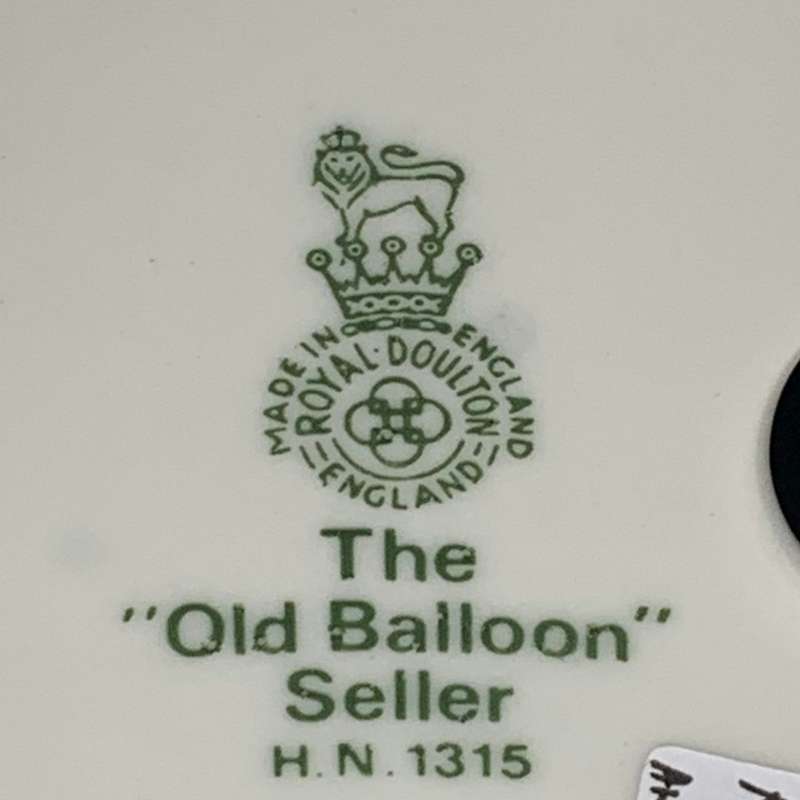 MADE IN ENGLAND
ROYAL·DOULTON
ENGLAND
The
"Old Balloon"
Seller
H.N.1315